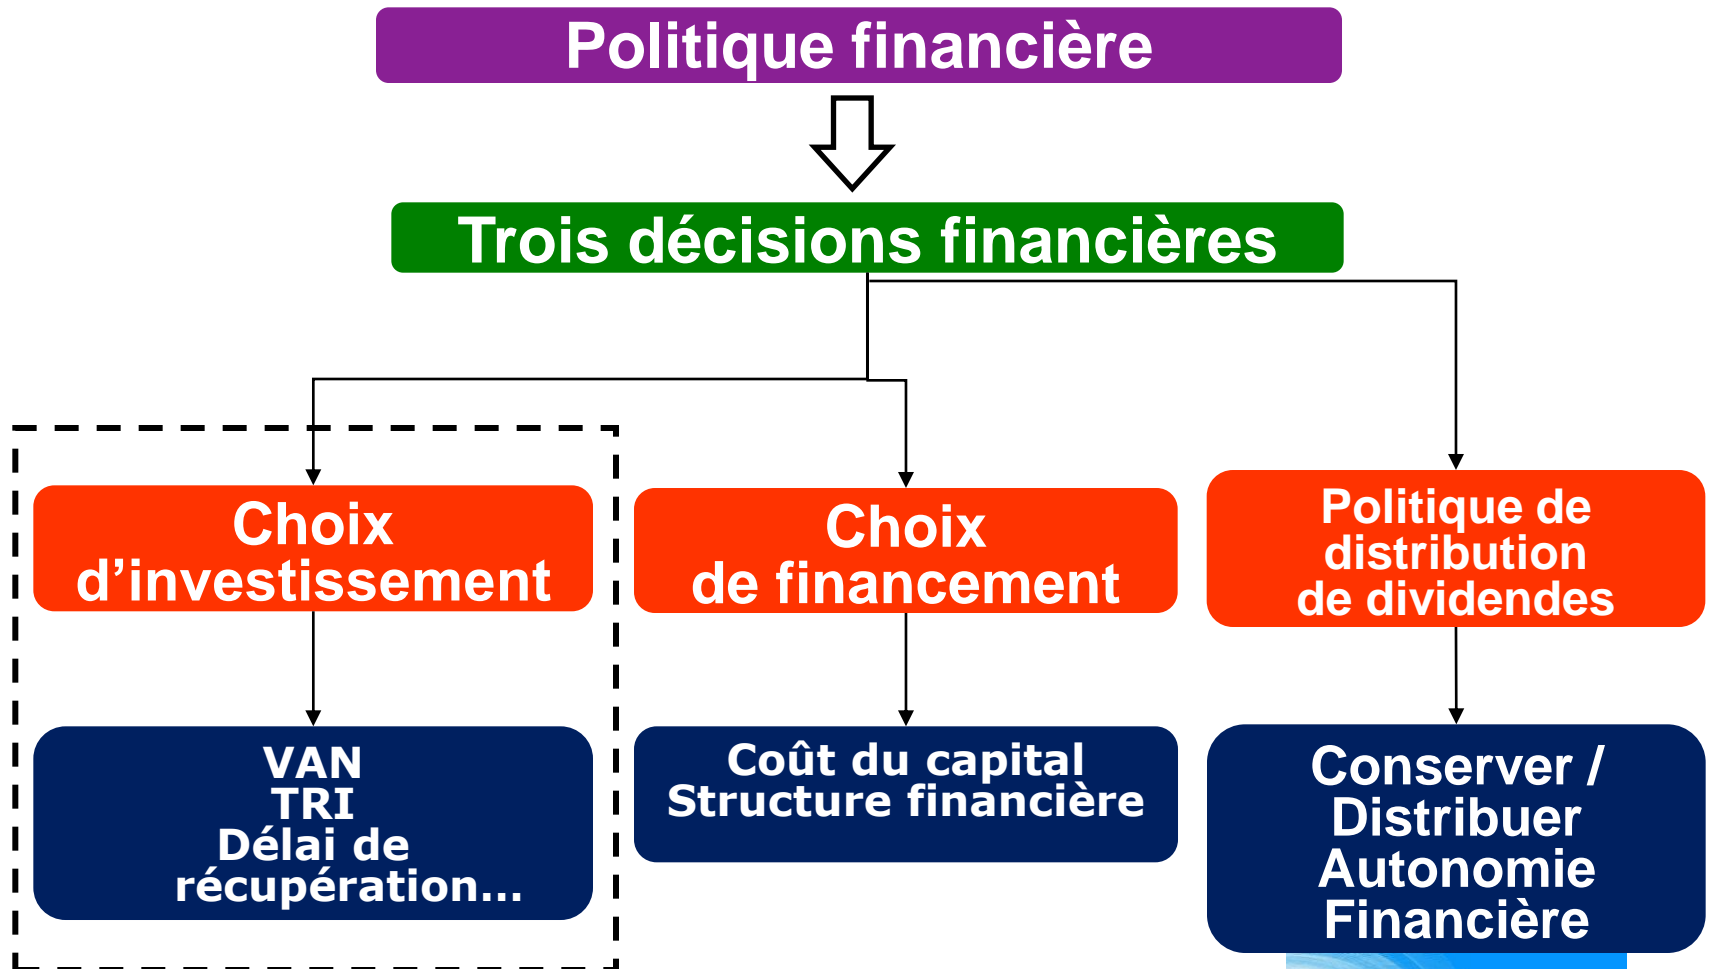 Politique financière
Trois décisions financières
Choix
d’investissement
Choix
de financement
Politique de
distribution
de dividendes
VAN
TRI
Délai de
récupération...
Coût du capital
Structure financière
Conserver /
Distribuer
Autonomie
Financière